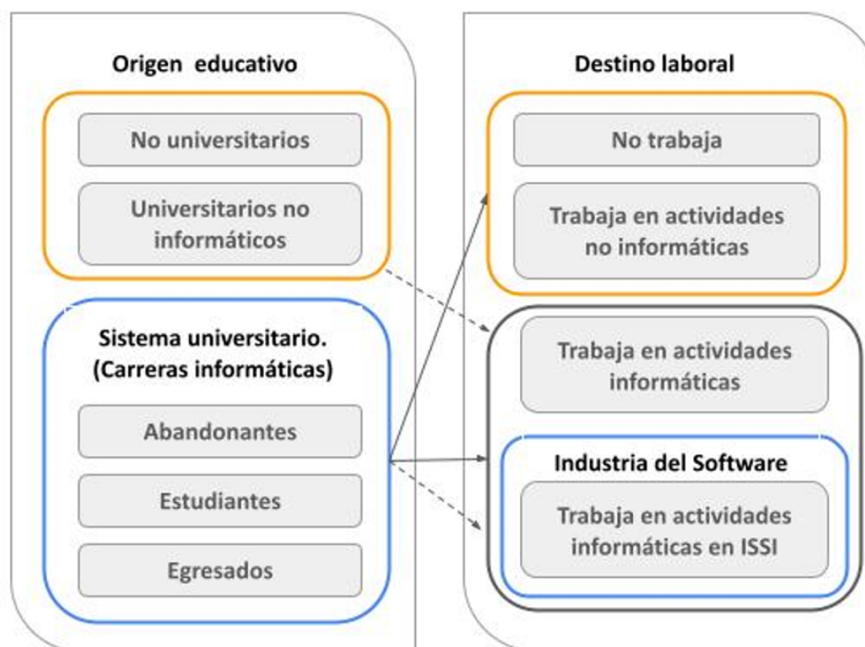 Origen educativo
No universitarios
Universitarios no
informáticos
Sistema universitario.
(Carreras informáticas)
Abandonantes
Estudiantes
Egresados
Destino laboral
No trabaja
Trabaja en actividades
no informáticas
Trabaja en actividades
informáticas
Industria del Software
Trabaja en actividades
informáticas en ISSI